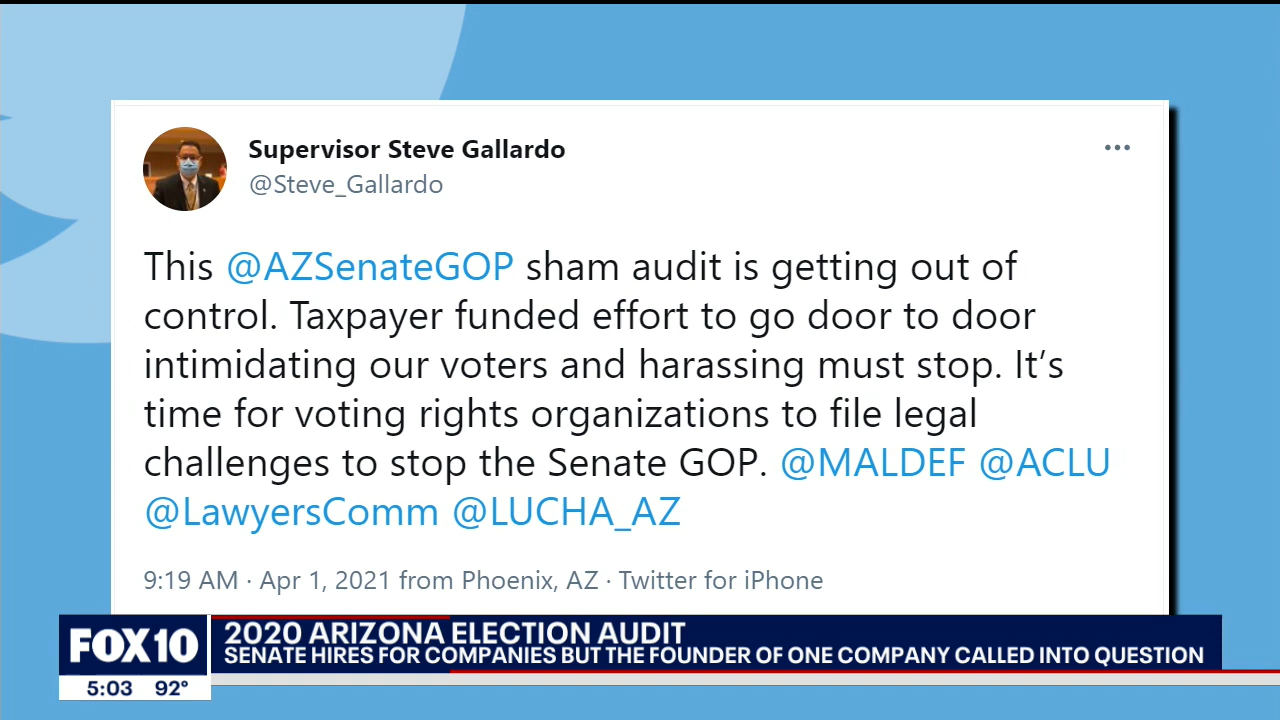 Supervisor Steve Gallardo
@Steve_Gallardo
This @AZSenateGOP sham audit is getting out of
control. Taxpayer funded effort to go door to door
intimidating our voters and harassing must stop. It’s
time for voting rights organizations to file legal
challenges to stop the Senate GOP. @MALDEF @ACLU
@LawyersComm @LUCHA_AZ
9:19 AM · Apr 1, 2021 from Phoenix, AZ · Twitter for iPhone
FOX10
2020 ARIZONA ELECTION AUDIT
SENATE HIRES FOR COMPANIES BUT THE FOUNDER OF ONE COMPANY CALLED INTO QUESTION
5:03 92°